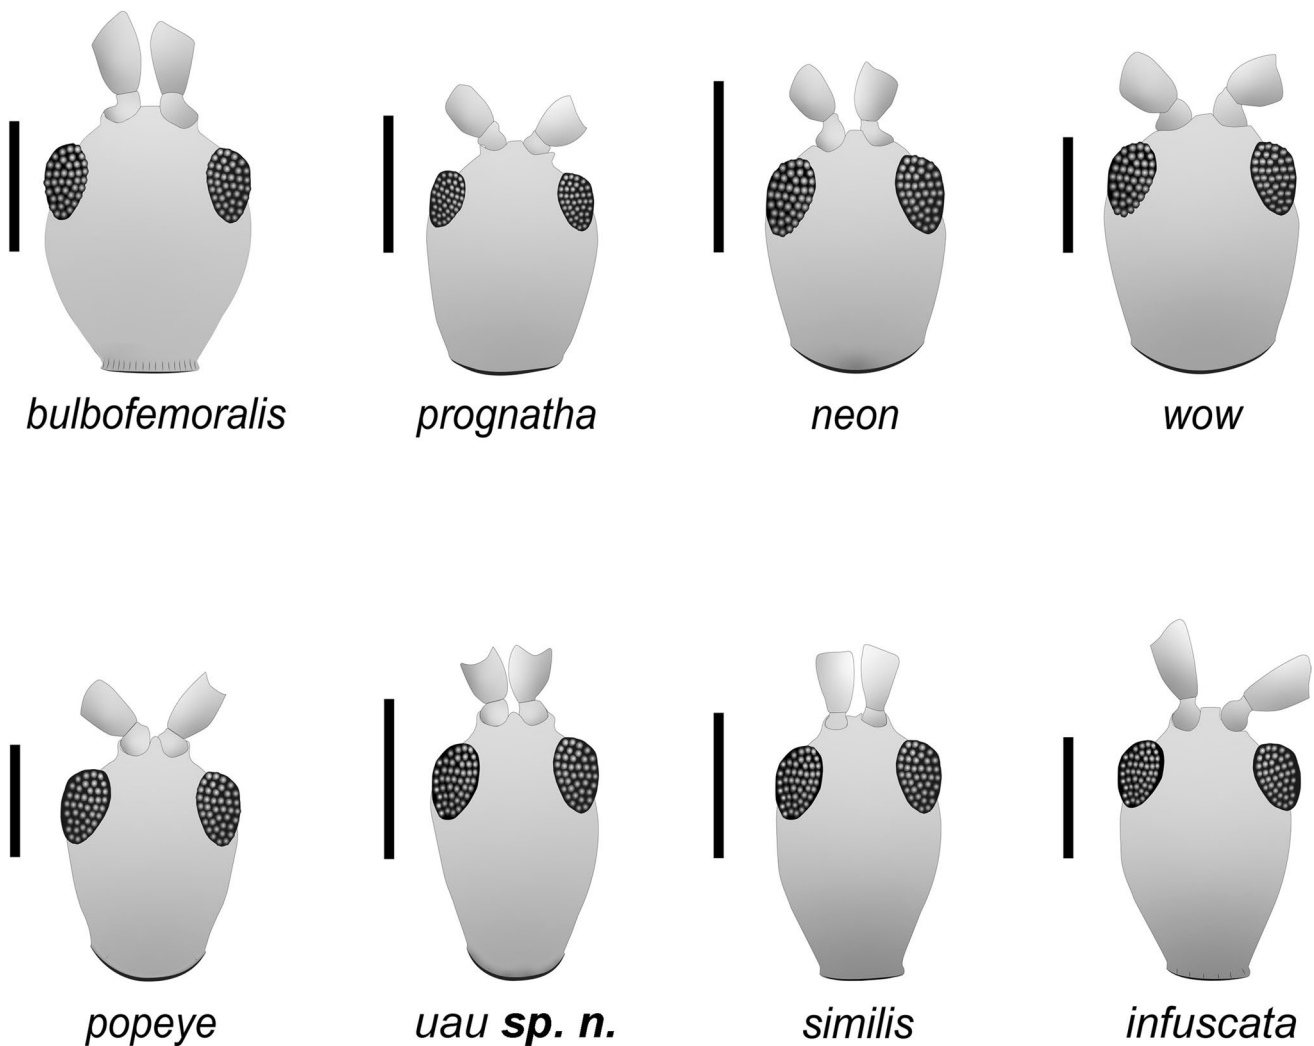 bulbofemoralis
prognatha
neon
wow
popeye
uau sp. n.
similis
infuscata